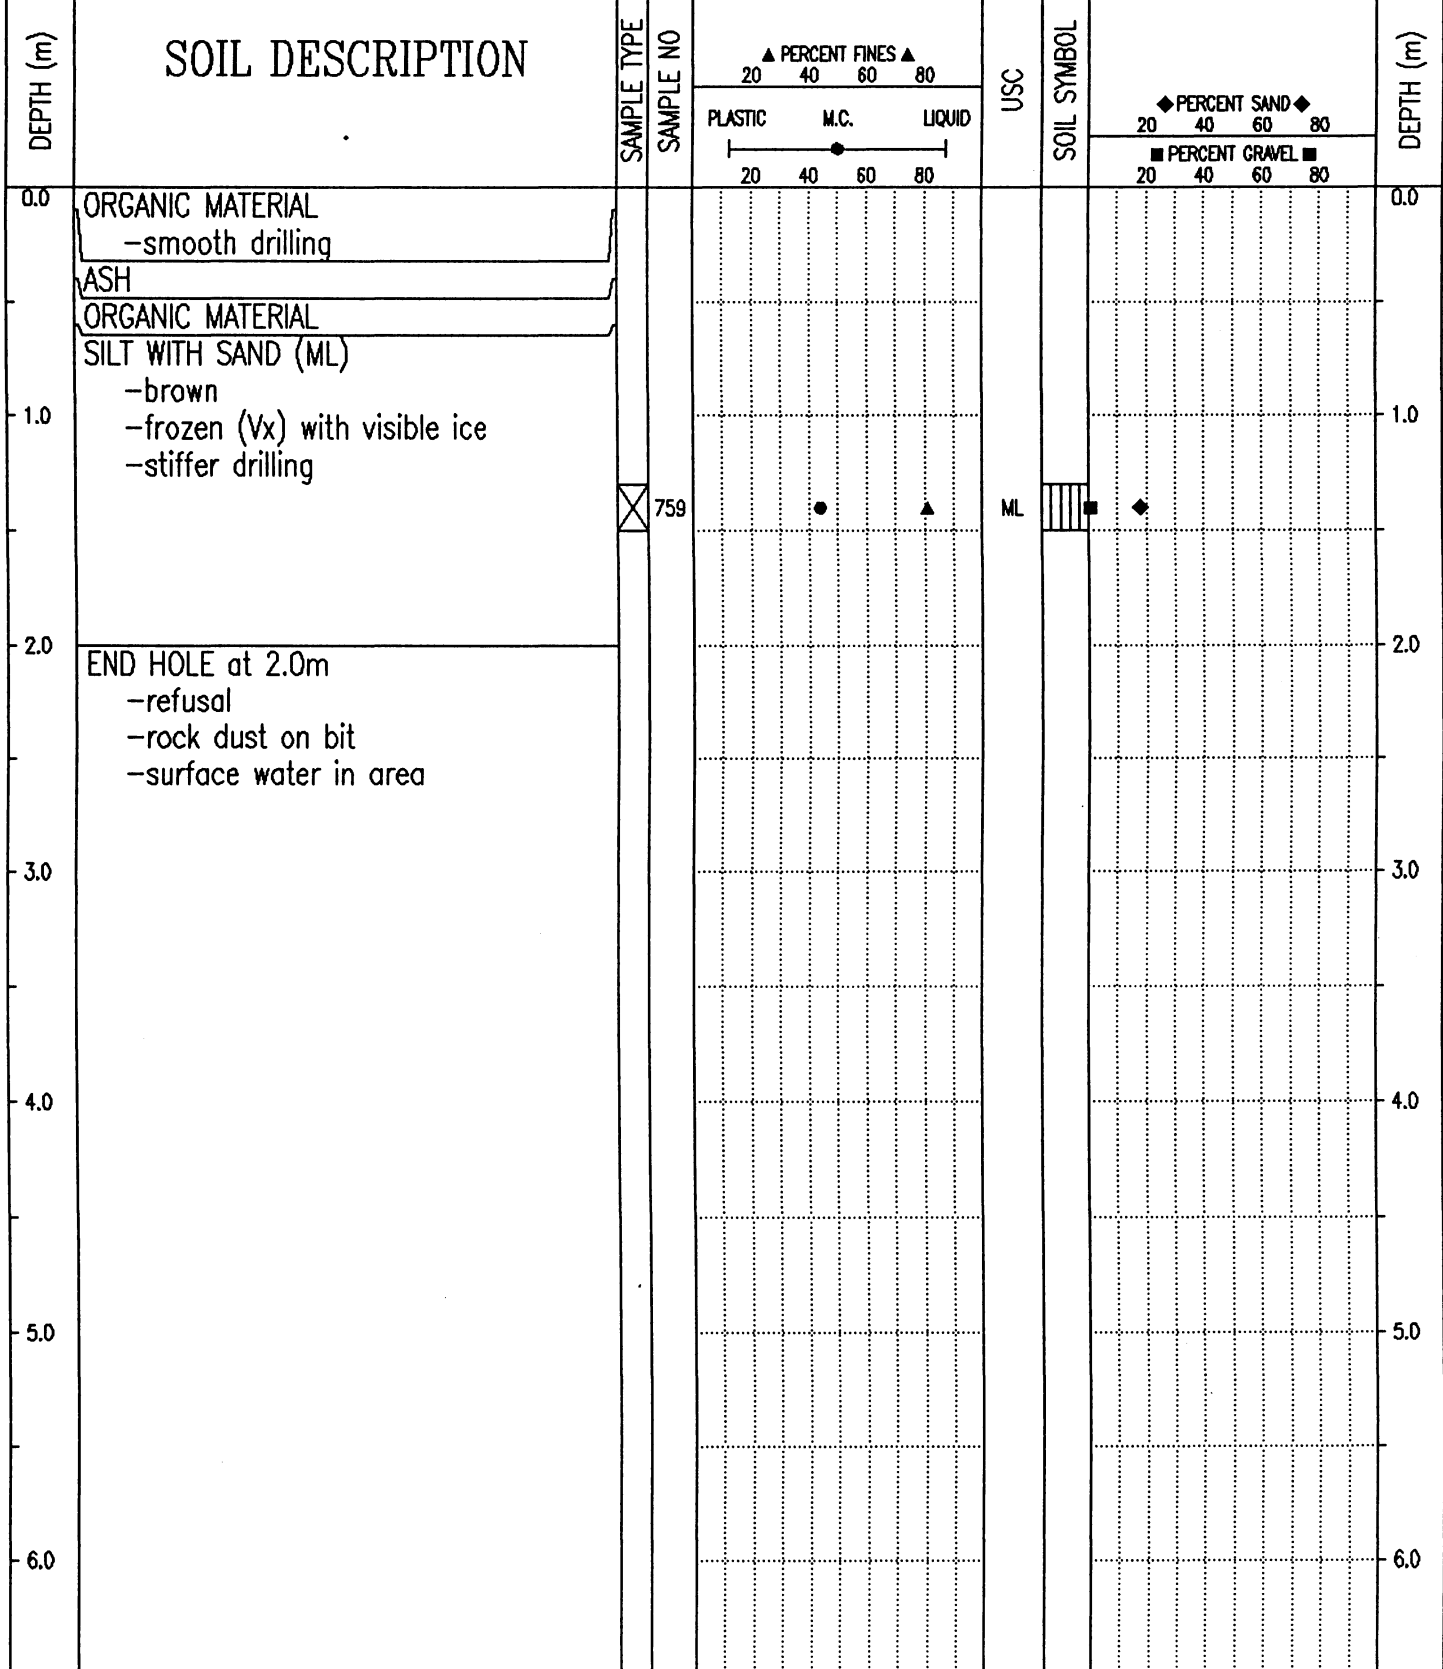 DEPTH (m)
SOIL DESCRIPTION
SAMPLE TYPE
SAMPLE NO
▲ PERCENT FINES ▲
20 40 60 80
PLASTIC M.C. LIQUID
20 40 60 80
USC
SOIL SYMBOL
◆ PERCENT SAND ◆
20 40 60 80
■ PERCENT GRAVEL ■
20 40 60 80
DEPTH (m)
0.0
ORGANIC MATERIAL
0.0
-smooth drilling
ASH
ORGANIC MATERIAL
SILT WITH SAND (ML)
-brown
1.0
1.0
-frozen (Vx) with visible ice
-stiffer drilling
759
ML
2.0
2.0
END HOLE at 2.0m
-refusal
-rock dust on bit
-surface water in area
3.0
3.0
4.0
4.0
5.0
5.0
6.0
6.0